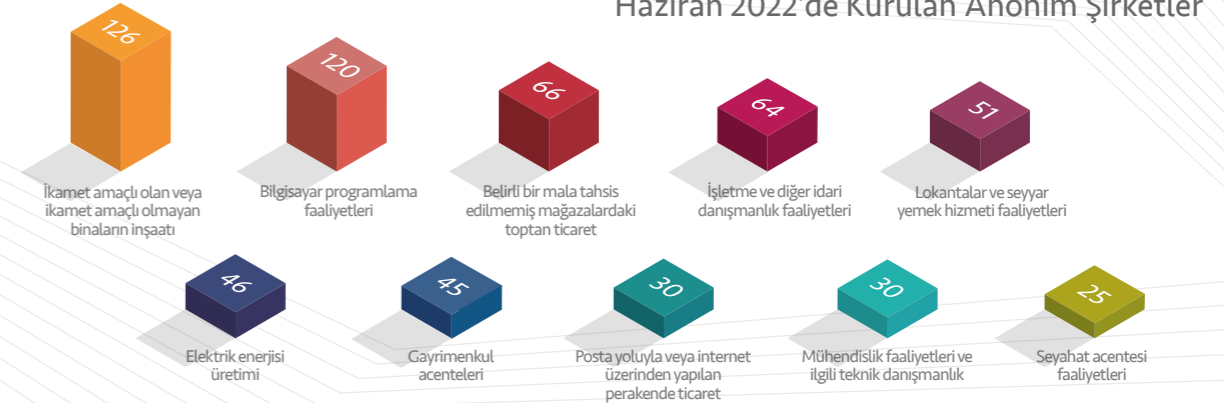 Haziran 2022'de Kurulan Anonim Şirketler
126
120
66
64
51
İkamet amaçlı olan veya
ikamet amaçlı olmayan
binaların inşaatı
Bilgisayar programlama
faaliyetleri
Belirli bir mala tahsis
edilmemiş mağazalardaki
toptan ticaret
İşletme ve diğer idari
danışmanlık faaliyetleri
Lokantalar ve seyyar
yemek hizmeti faaliyetleri
46
45
30
30
25
Elektrik enerjisi
üretimi
Gayrimenkul
acenteleri
Posta yoluyla veya internet
üzerinden yapılan
perakende ticaret
Mühendislik faaliyetleri ve
ilgili teknik danışmanlık
Seyahat acentesi
faaliyetleri